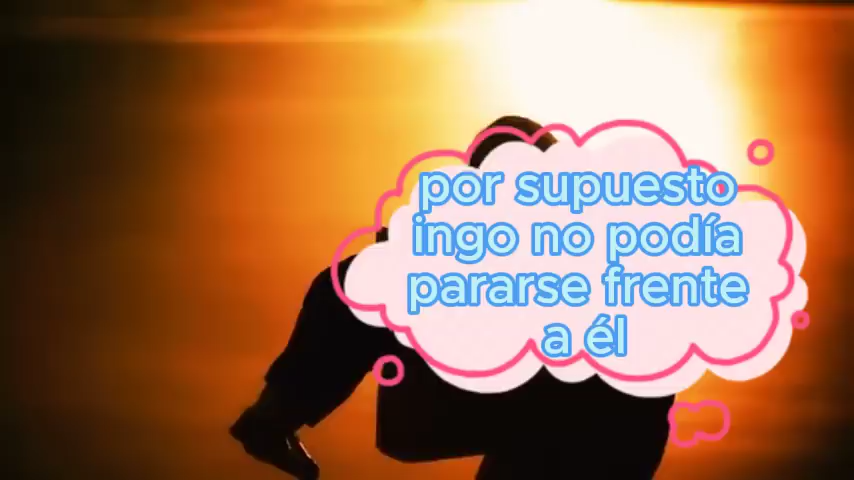 por supuesto
ingo no podía
pararse frente
a él